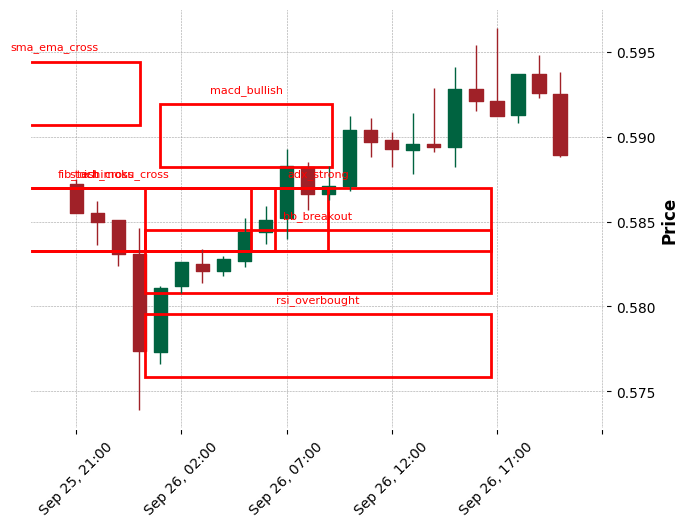 sma_ema_cross
0.595
macd_bullish
0.590
adx_strong
0.585
bb_breakout
Price
0.580
rsi_overbought
0.575
Sep 25, 21:00
Sep 26, 02:00
Sep 26, 07:00
Sep 26, 12:00
Sep 26, 17:00